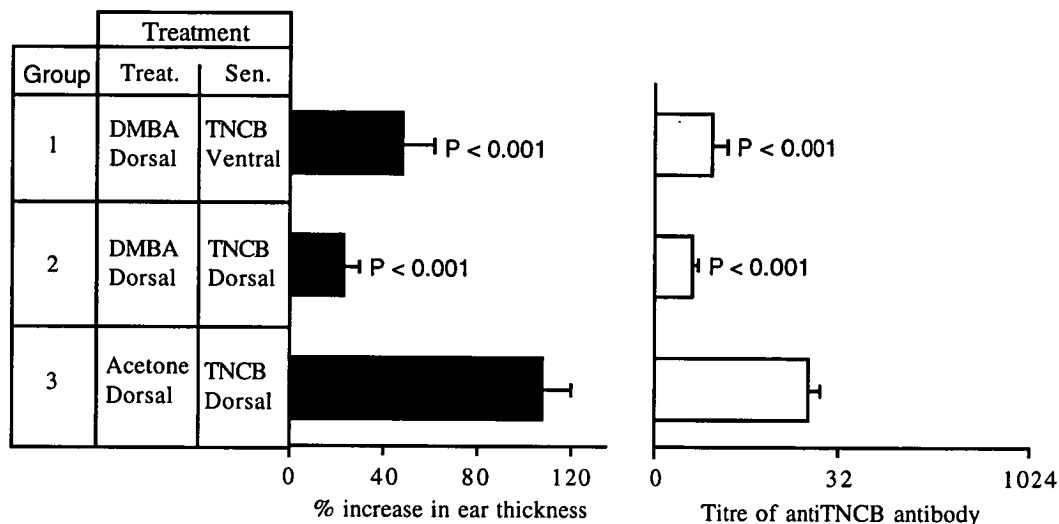 Treatment
Group Treat. Sen.
1 DMBA Dorsal TNCB Ventral
P < 0.001
P < 0.001
2 DMBA Dorsal TNCB Dorsal
P < 0.001
P < 0.001
3 Acetone Dorsal TNCB Dorsal
0 40 80 120
% increase in ear thickness
0 32 1024
Titre of antiTNCB antibody